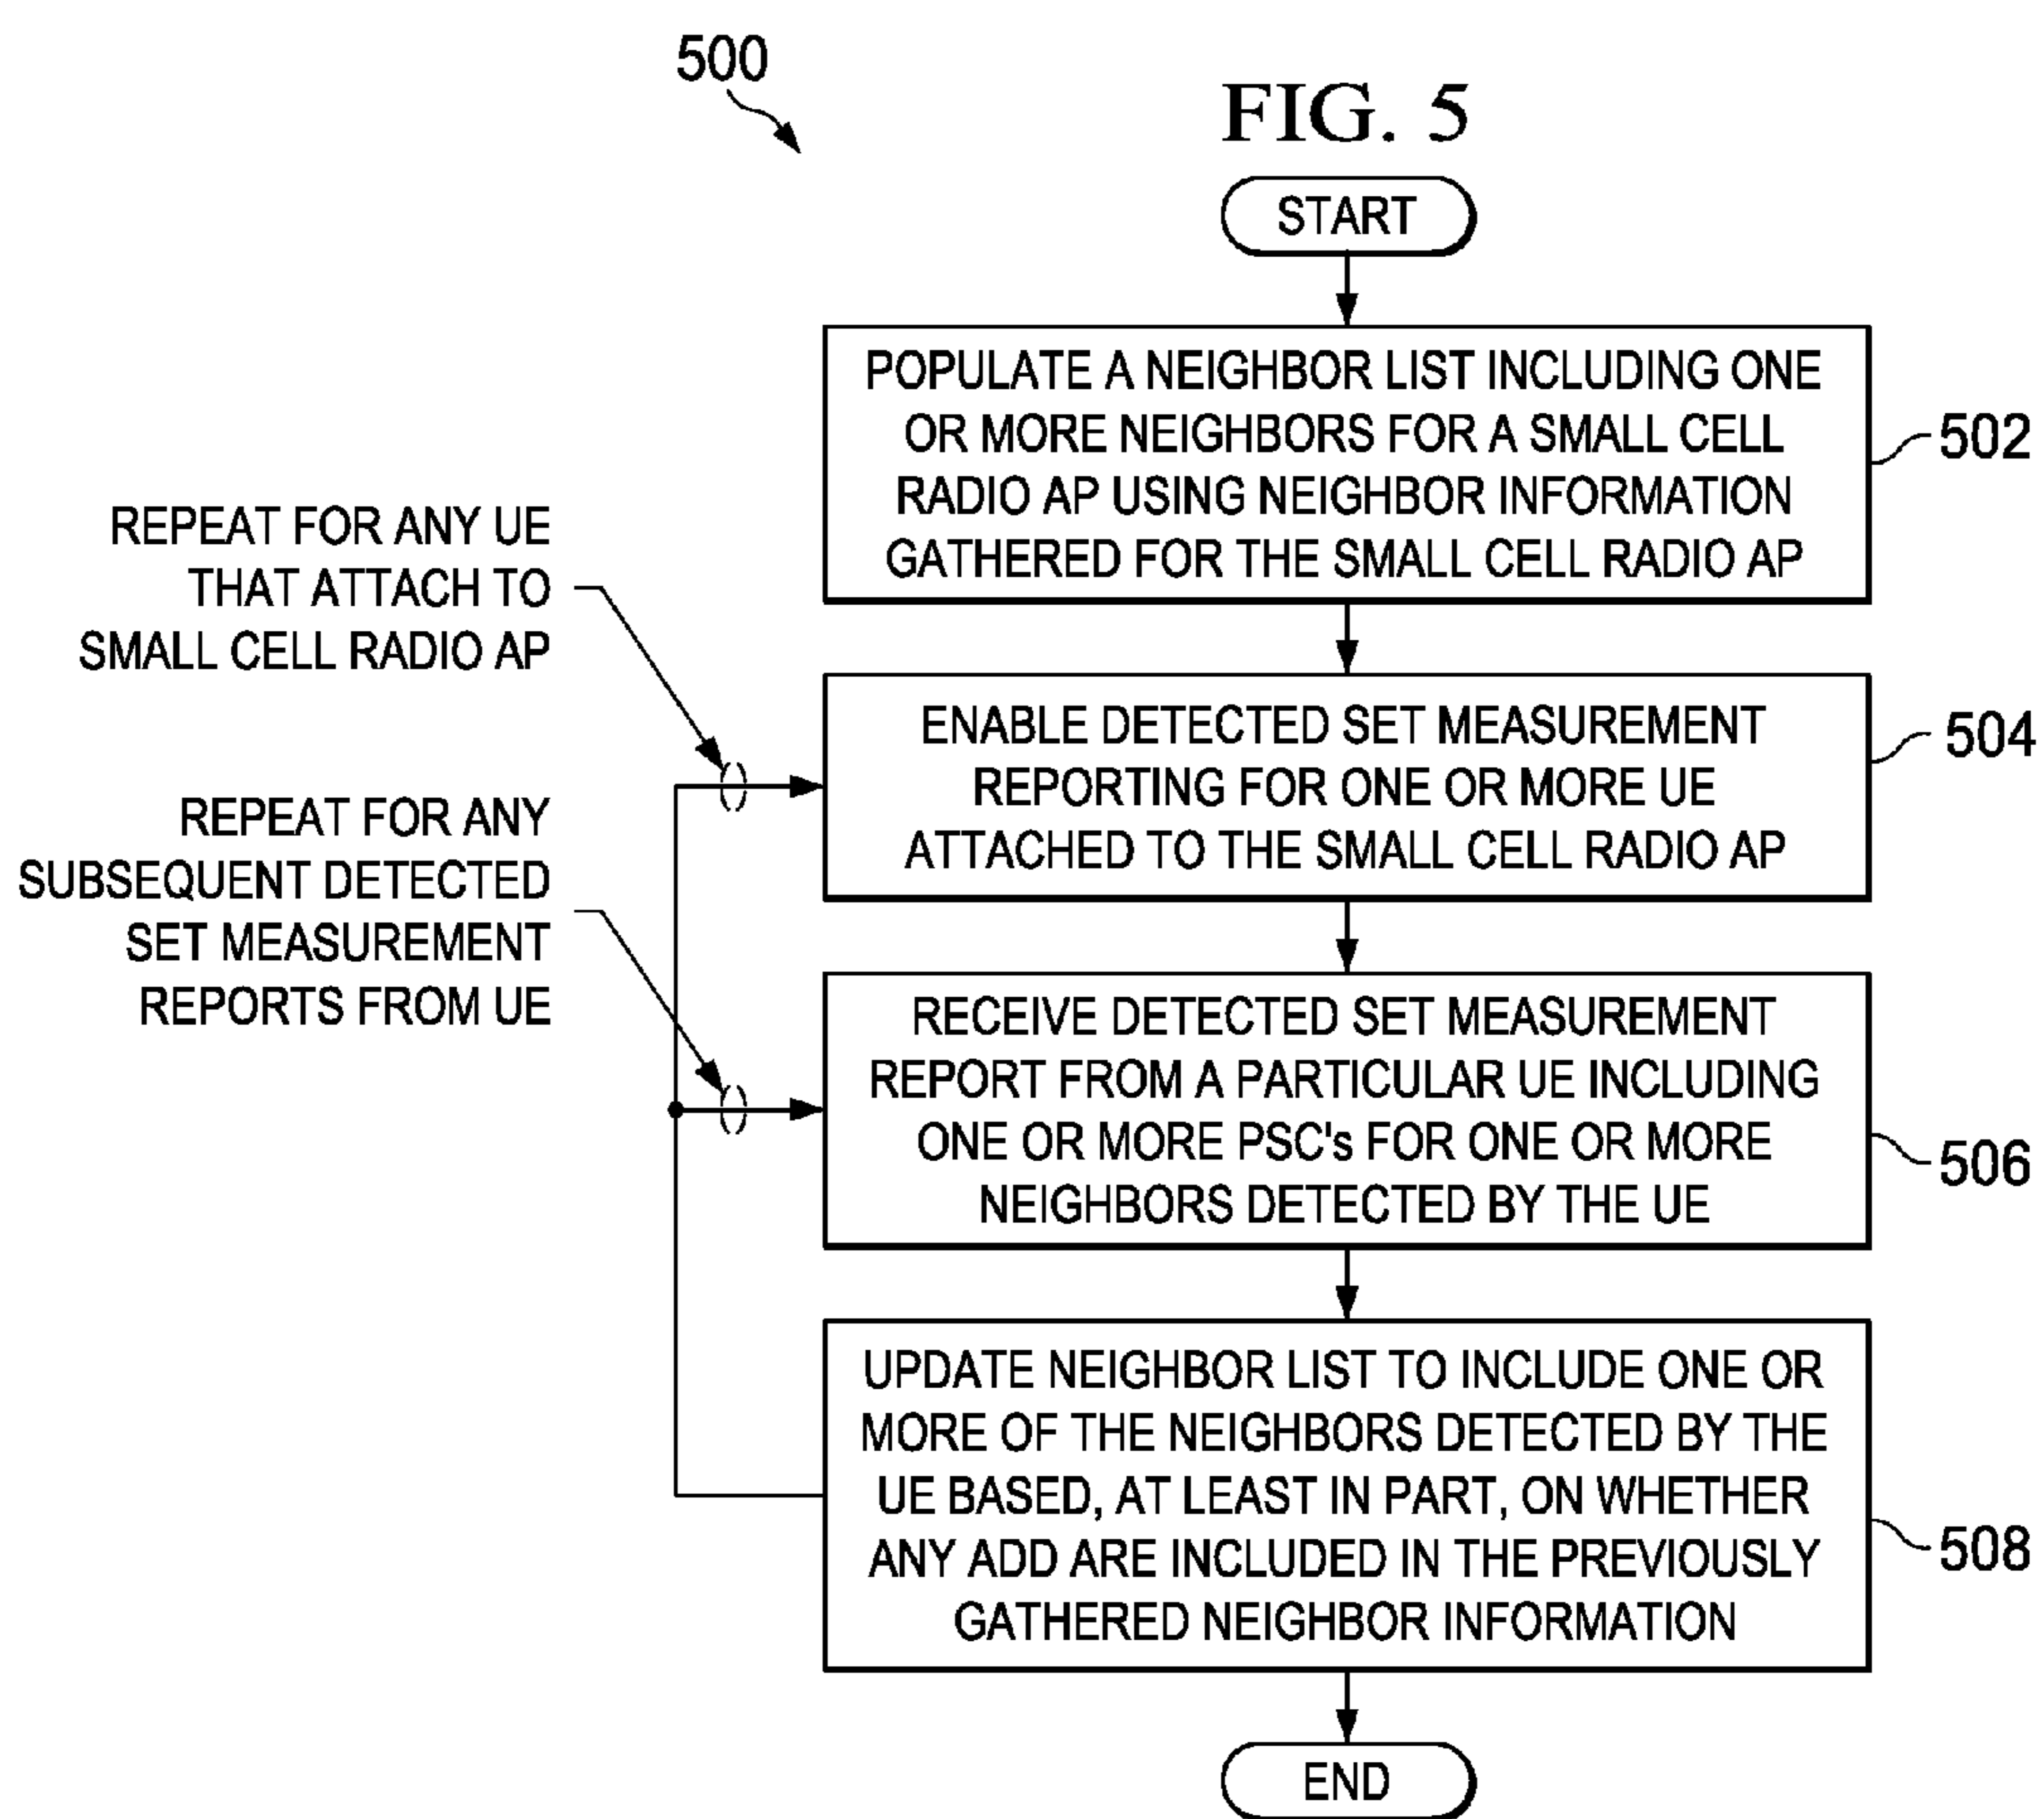 500
FIG. 5
START
POPULATE A NEIGHBOR LIST INCLUDING ONE
OR MORE NEIGHBORS FOR A SMALL CELL
RADIO AP USING NEIGHBOR INFORMATION
GATHERED FOR THE SMALL CELL RADIO AP
502
REPEAT FOR ANY UE
THAT ATTACH TO
SMALL CELL RADIO AP
ENABLE DETECTED SET MEASUREMENT
REPORTING FOR ONE OR MORE UE
ATTACHED TO THE SMALL CELL RADIO AP
504
REPEAT FOR ANY
SUBSEQUENT DETECTED
SET MEASUREMENT
REPORTS FROM UE
RECEIVE DETECTED SET MEASUREMENT
REPORT FROM A PARTICULAR UE INCLUDING
ONE OR MORE PSC's FOR ONE OR MORE
NEIGHBORS DETECTED BY THE UE
506
UPDATE NEIGHBOR LIST TO INCLUDE ONE OR
MORE OF THE NEIGHBORS DETECTED BY THE
UE BASED, AT LEAST IN PART, ON WHETHER
ANY ADD ARE INCLUDED IN THE PREVIOUSLY
GATHERED NEIGHBOR INFORMATION
508
END